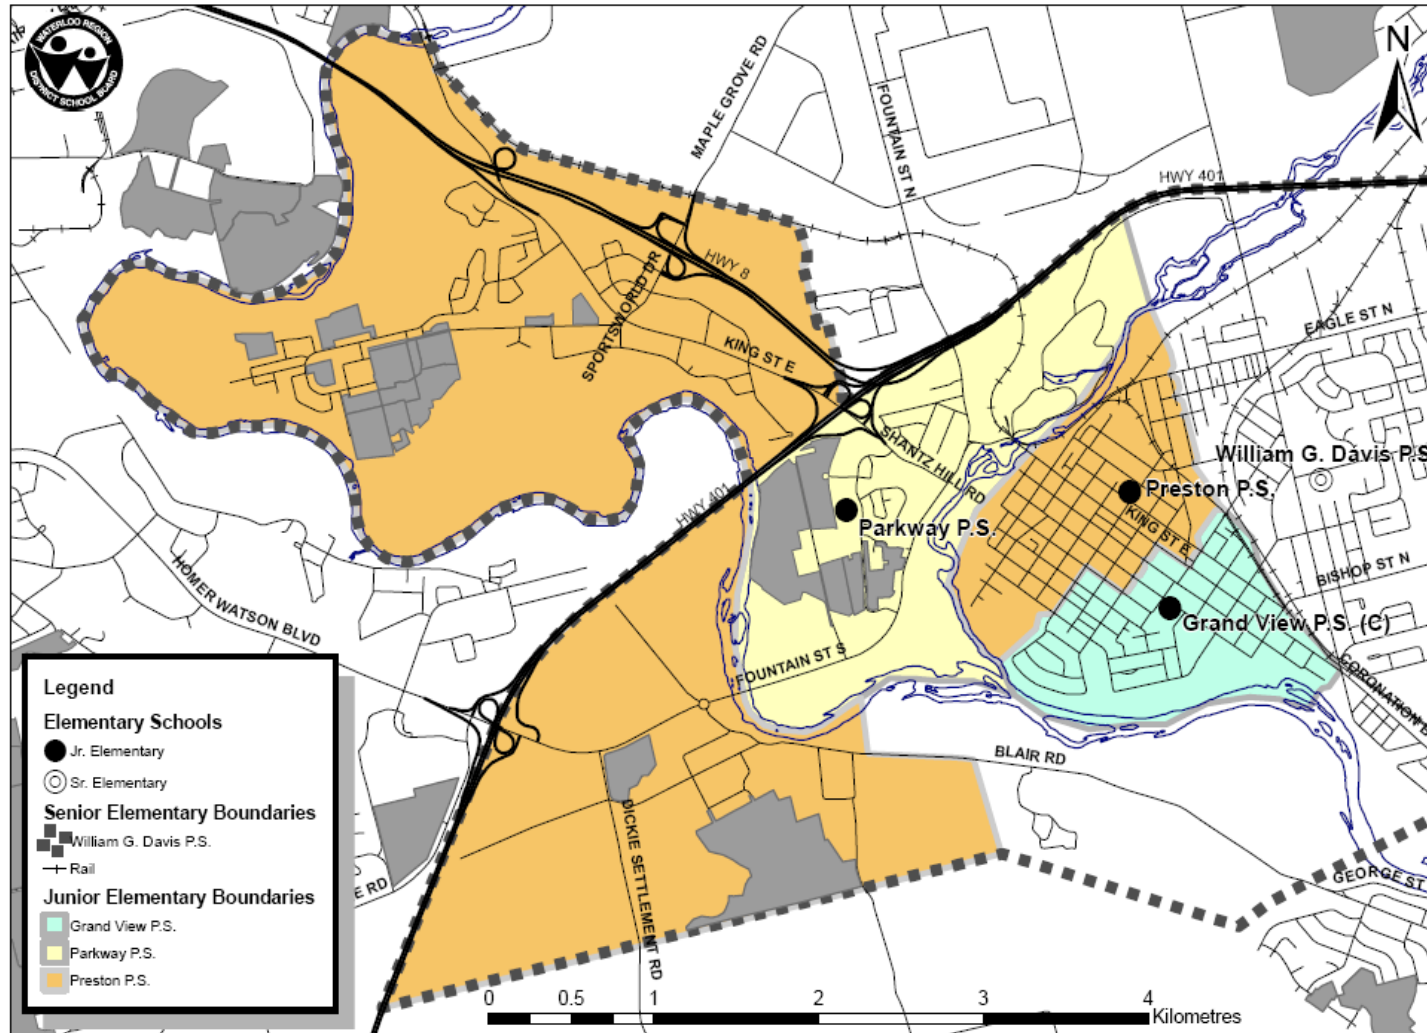 WATERLOO REGION
DISTRICT SCHOOL BOARD
N
MAPLE GROVE RD
FOUNTAIN ST N
HWY 401
HWY 8
SPORTSWORLD DR
KING ST E
EAGLE ST N
SHANTZ HILL RD
William G. Davis P.S.
Preston P.S.
HWY 401
Parkway P.S.
KING ST E
BISHOP ST N
HOMER WATSON BLVD
Grand View P.S. (C)
FOUNTAIN ST S
CORONATION B
BLAIR RD
DICKIE SETTLEMENT RD
GEORGE ST
E RD
Legend
Elementary Schools
Jr. Elementary
Sr. Elementary
Senior Elementary Boundaries
William G. Davis P.S.
Rail
Junior Elementary Boundaries
Grand View P.S.
Parkway P.S.
Preston P.S.
0 0.5 1 2 3 4
Kilometres